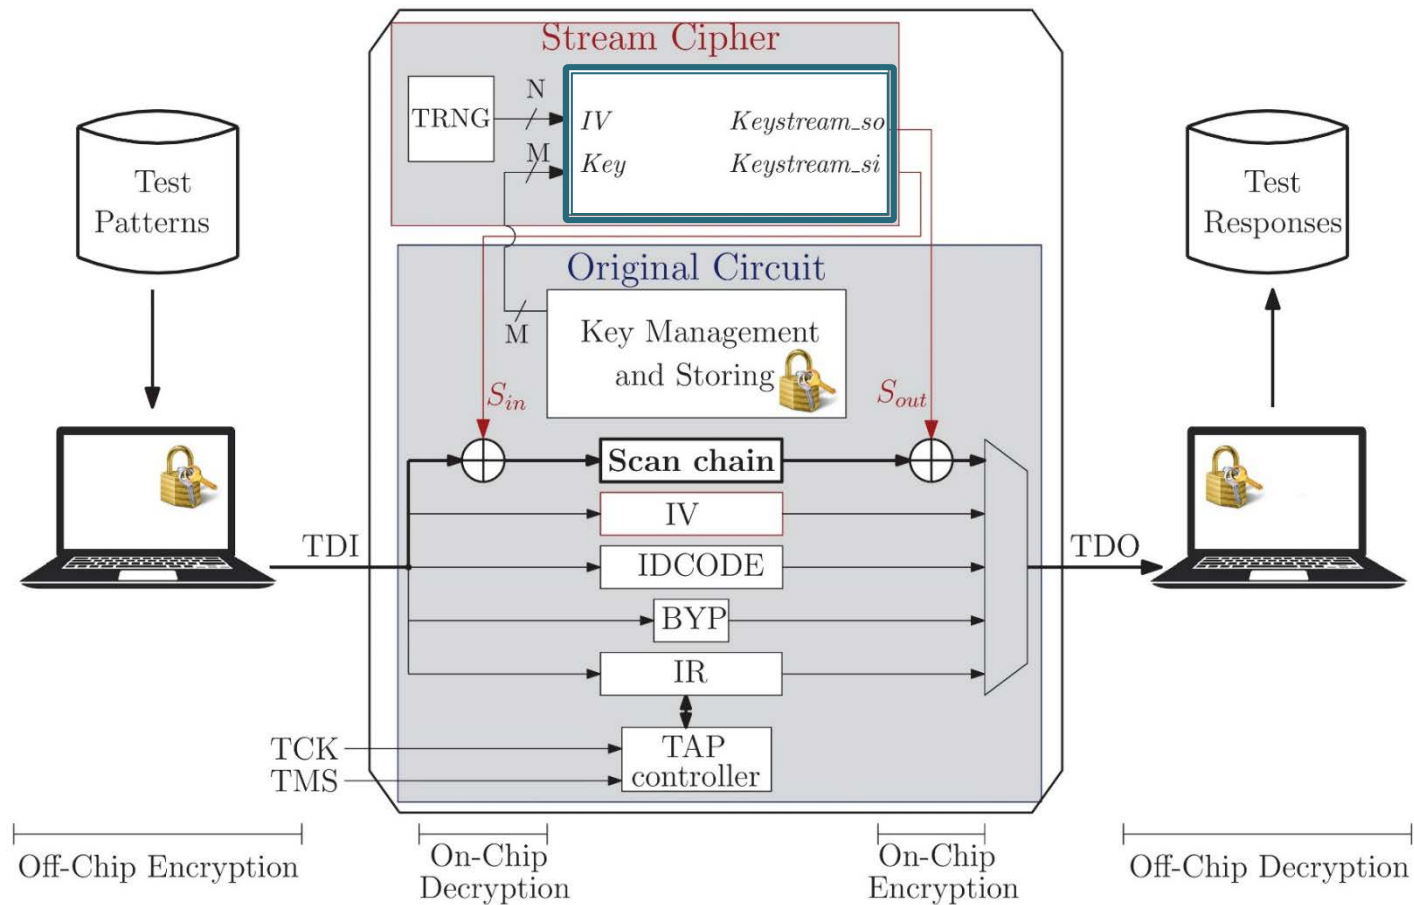 Stream Cipher
TRNG
N
M
IV
Key
Keystream_so
Keystream_si
Test
Patterns
Test
Responses
Original Circuit
M
Key Management
and Storing
S_in
S_out
Scan chain
IV
IDCODE
BYP
IR
TAP
controller
TDI
TDO
TCK
TMS
Off-Chip Encryption
On-Chip
Decryption
On-Chip
Encryption
Off-Chip Decryption